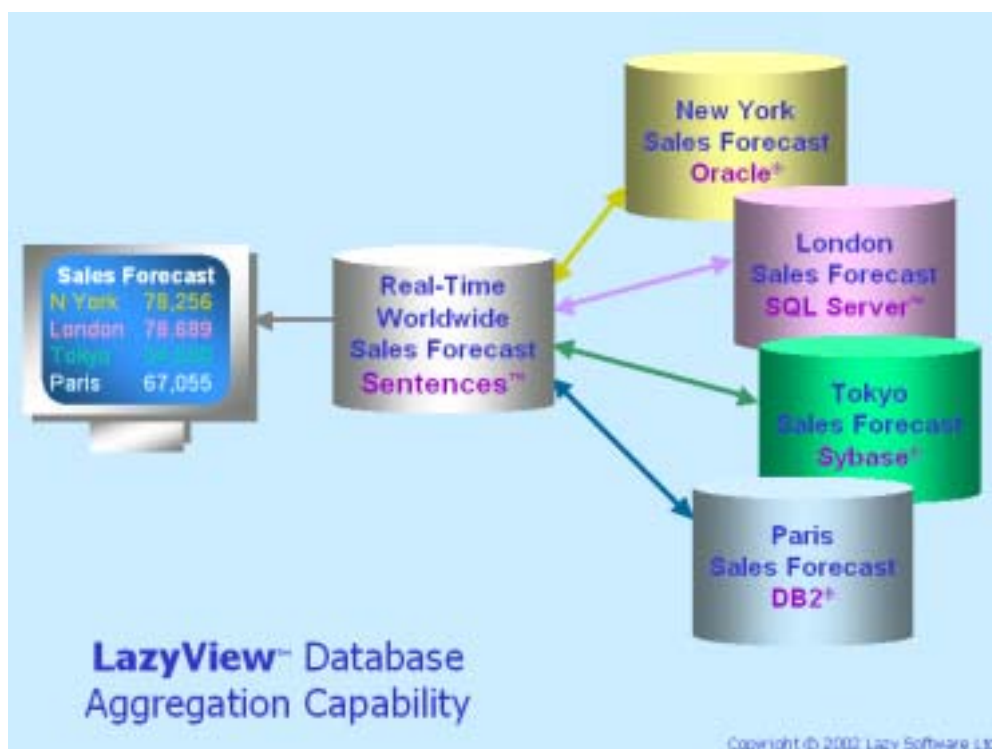 New York
Sales Forecast
Oracle®
London
Sales Forecast
SQL Server™
Sales Forecast
N York 78,256
London 78,689
Tokyo
Paris 67,055
Real-Time
Worldwide
Sales Forecast
Sentences™
Tokyo
Sales Forecast
Sybase®
Paris
Sales Forecast
DB2®
LazyView™ Database
Aggregation Capability
Copyright © 2002 Lazy Software Ltd